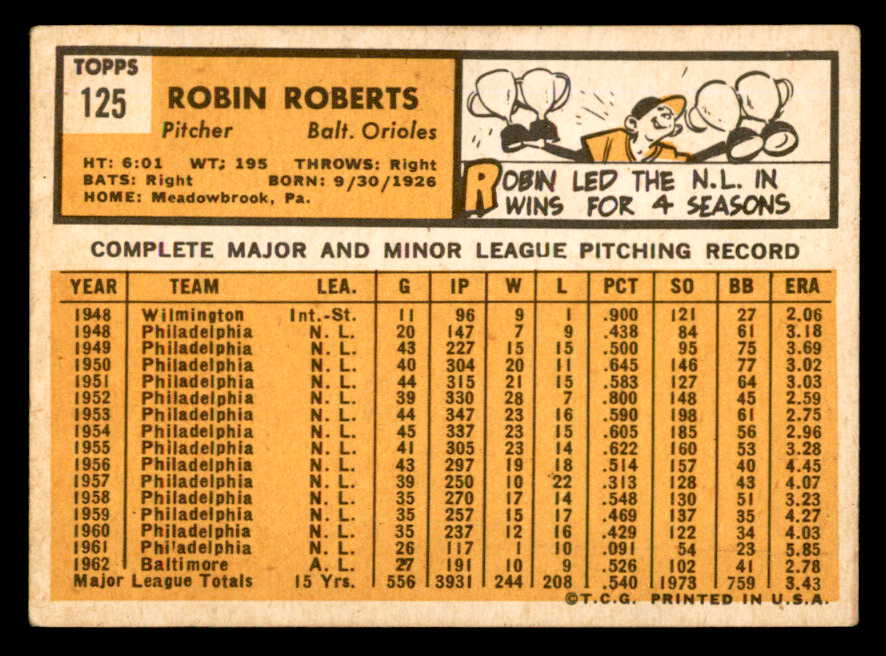 TOPPS
125
ROBIN ROBERTS
Pitcher Balt. Orioles
HT: 6:01 WT: 195 THROWS: Right
BATS: Right BORN: 9/30/1926
HOME: Meadowbrook, Pa.
ROBIN LED THE N.L. IN
WINS FOR 4 SEASONS
COMPLETE MAJOR AND MINOR LEAGUE PITCHING RECORD
YEAR TEAM LEA. G IP W L PCT SO BB ERA
1948 Wilmington Int.-St. 11 96 9 1 .900 121 27 2.06
1948 Philadelphia N. L. 20 147 7 9 .438 84 61 3.18
1949 Philadelphia N. L. 43 227 15 15 .500 95 75 3.69
1950 Philadelphia N. L. 40 304 20 11 .645 146 77 3.02
1951 Philadelphia N. L. 44 315 21 15 .583 127 64 3.03
1952 Philadelphia N. L. 39 330 28 7 .800 148 45 2.59
1953 Philadelphia N. L. 44 347 23 16 .590 198 61 2.75
1954 Philadelphia N. L. 45 337 23 15 .605 185 56 2.96
1955 Philadelphia N. L. 41 305 23 14 .622 160 53 3.28
1956 Philadelphia N. L. 43 297 19 18 .514 157 40 4.45
1957 Philadelphia N. L. 39 250 10 22 .313 128 43 4.07
1958 Philadelphia N. L. 35 270 17 14 .548 130 51 3.23
1959 Philadelphia N. L. 35 257 15 17 .469 137 35 4.27
1960 Philadelphia N. L. 35 237 12 16 .429 122 34 4.03
1961 Philadelphia N. L. 26 117 1 10 .091 54 23 5.85
1962 Baltimore A. L. 27 191 10 9 .526 102 41 2.78
Major League Totals 15 Yrs. 556 3931 244 208 .540 1973 759 3.43
©T.C.G. PRINTED IN U.S.A.